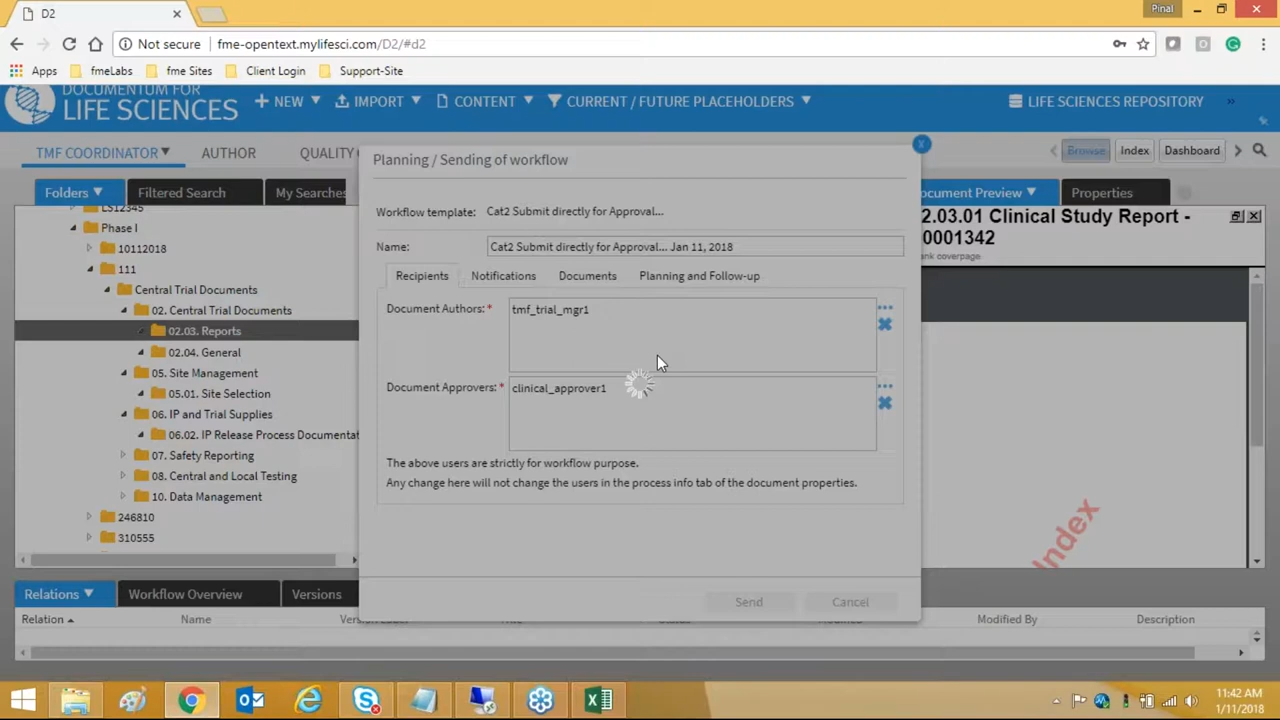 D2
Pinal
Not secure fme-opentext.mylifesci.com/D2/#d2
Apps fmeLabs fme Sites Client Login Support-Site
DOCUMENTUM FOR
LIFE SCIENCES
NEW IMPORT CONTENT CURRENT / FUTURE PLACEHOLDERS LIFE SCIENCES REPOSITORY »
TMF COORDINATOR AUTHOR QUALITY Browse Index Dashboard
Folders Filtered Search My Searches
LS12345
Phase I
10112018
111
Central Trial Documents
02. Central Trial Documents
02.03. Reports
02.04. General
05. Site Management
05.01. Site Selection
06. IP and Trial Supplies
06.02. IP Release Process Documenta
07. Safety Reporting
08. Central and Local Testing
10. Data Management
246810
310555
Planning / Sending of workflow
Workflow template: Cat2 Submit directly for Approval...
Name: Cat2 Submit directly for Approval... Jan 11, 2018
Recipients Notifications Documents Planning and Follow-up
Document Authors: * tmf_trial_mgr1
Document Approvers: * clinical_approver1
The above users are strictly for workflow purpose.
Any change here will not change the users in the process info tab of the document properties.
Send Cancel
ocument Preview Properties
2.03.01 Clinical Study Report -
0001342
ank coverpage
Index
Relations Workflow Overview Versions
Relation Name Modified By Description
11:42 AM
1/11/2018